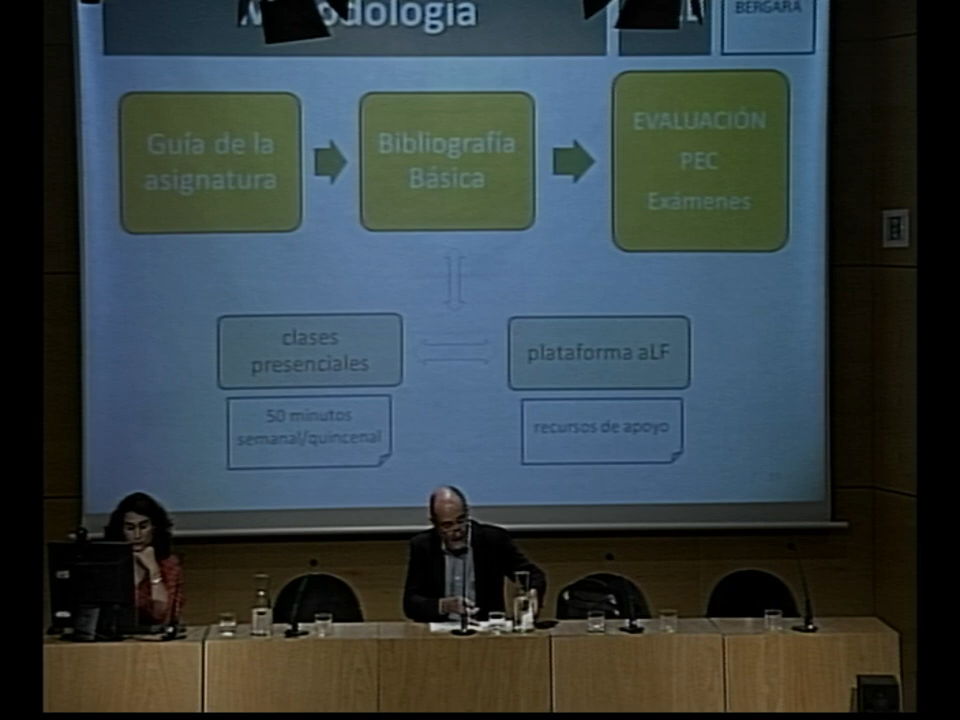 Metodología
BERGARA
Guía de la
asignatura
Bibliografía
Básica
EVALUACIÓN
PEC
Exámenes
clases
presenciales
plataforma aLF
50 minutos
semanal/quincenal
recursos de apoyo